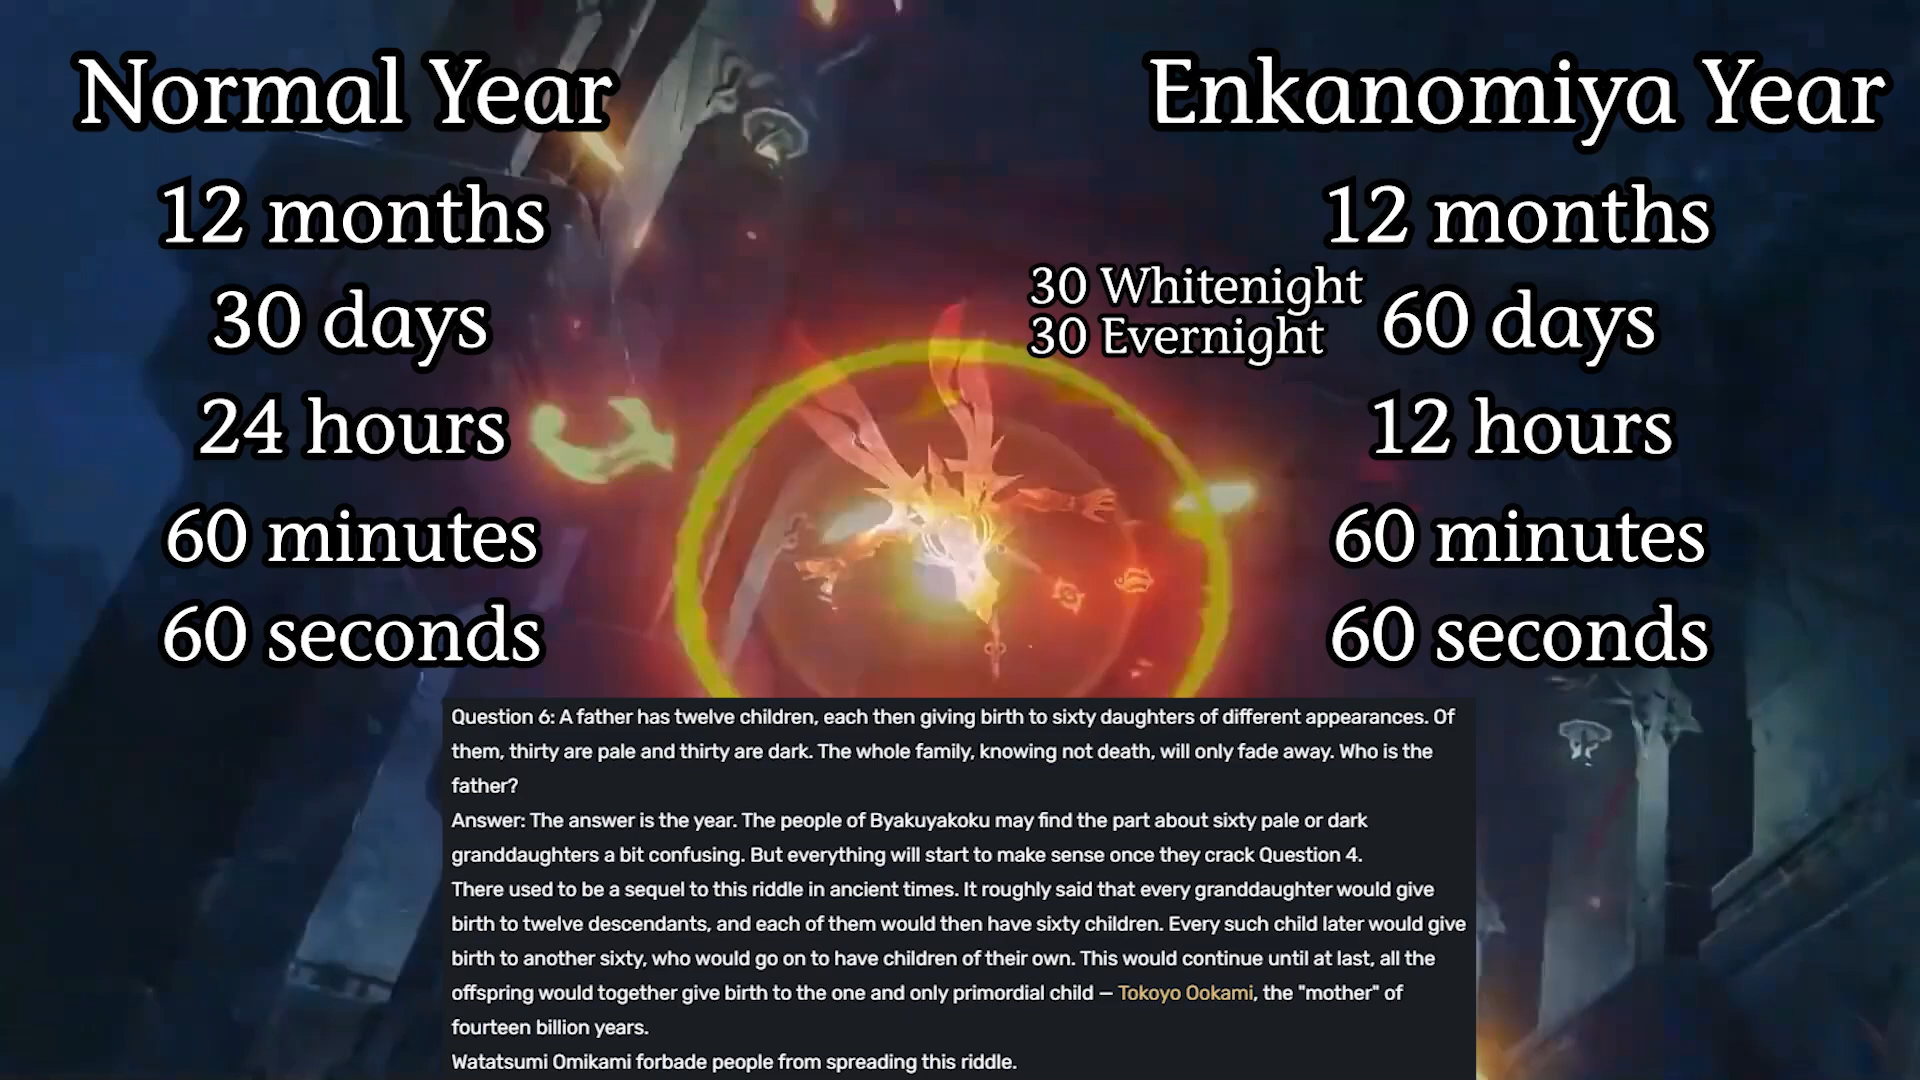 Normal Year
12 months
30 days
24 hours
60 minutes
60 seconds
Enkanomiya Year
12 months
30 Whitenight
30 Evernight
60 days
12 hours
60 minutes
60 seconds
Question 6: A father has twelve children, each then giving birth to sixty daughters of different appearances. Of
them, thirty are pale and thirty are dark. The whole family, knowing not death, will only fade away. Who is the
father?
Answer: The answer is the year. The people of Byakuyakoku may find the part about sixty pale or dark
granddaughters a bit confusing. But everything will start to make sense once they crack Question 4.
There used to be a sequel to this riddle in ancient times. It roughly said that every granddaughter would give
birth to twelve descendants, and each of them would then have sixty children. Every such child later would give
birth to another sixty, who would go on to have children of their own. This would continue until at last, all the
offspring would together give birth to the one and only primordial child — Tokoyo Ookami, the "mother" of
fourteen billion years.
Watatsumi Omikami forbade people from spreading this riddle.